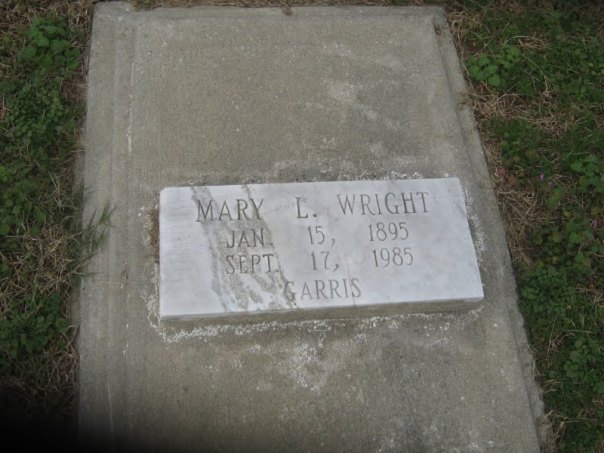 MARY L. WRIGHT
JAN. 15, 1895
SEPT. 17, 1985
GARRIS